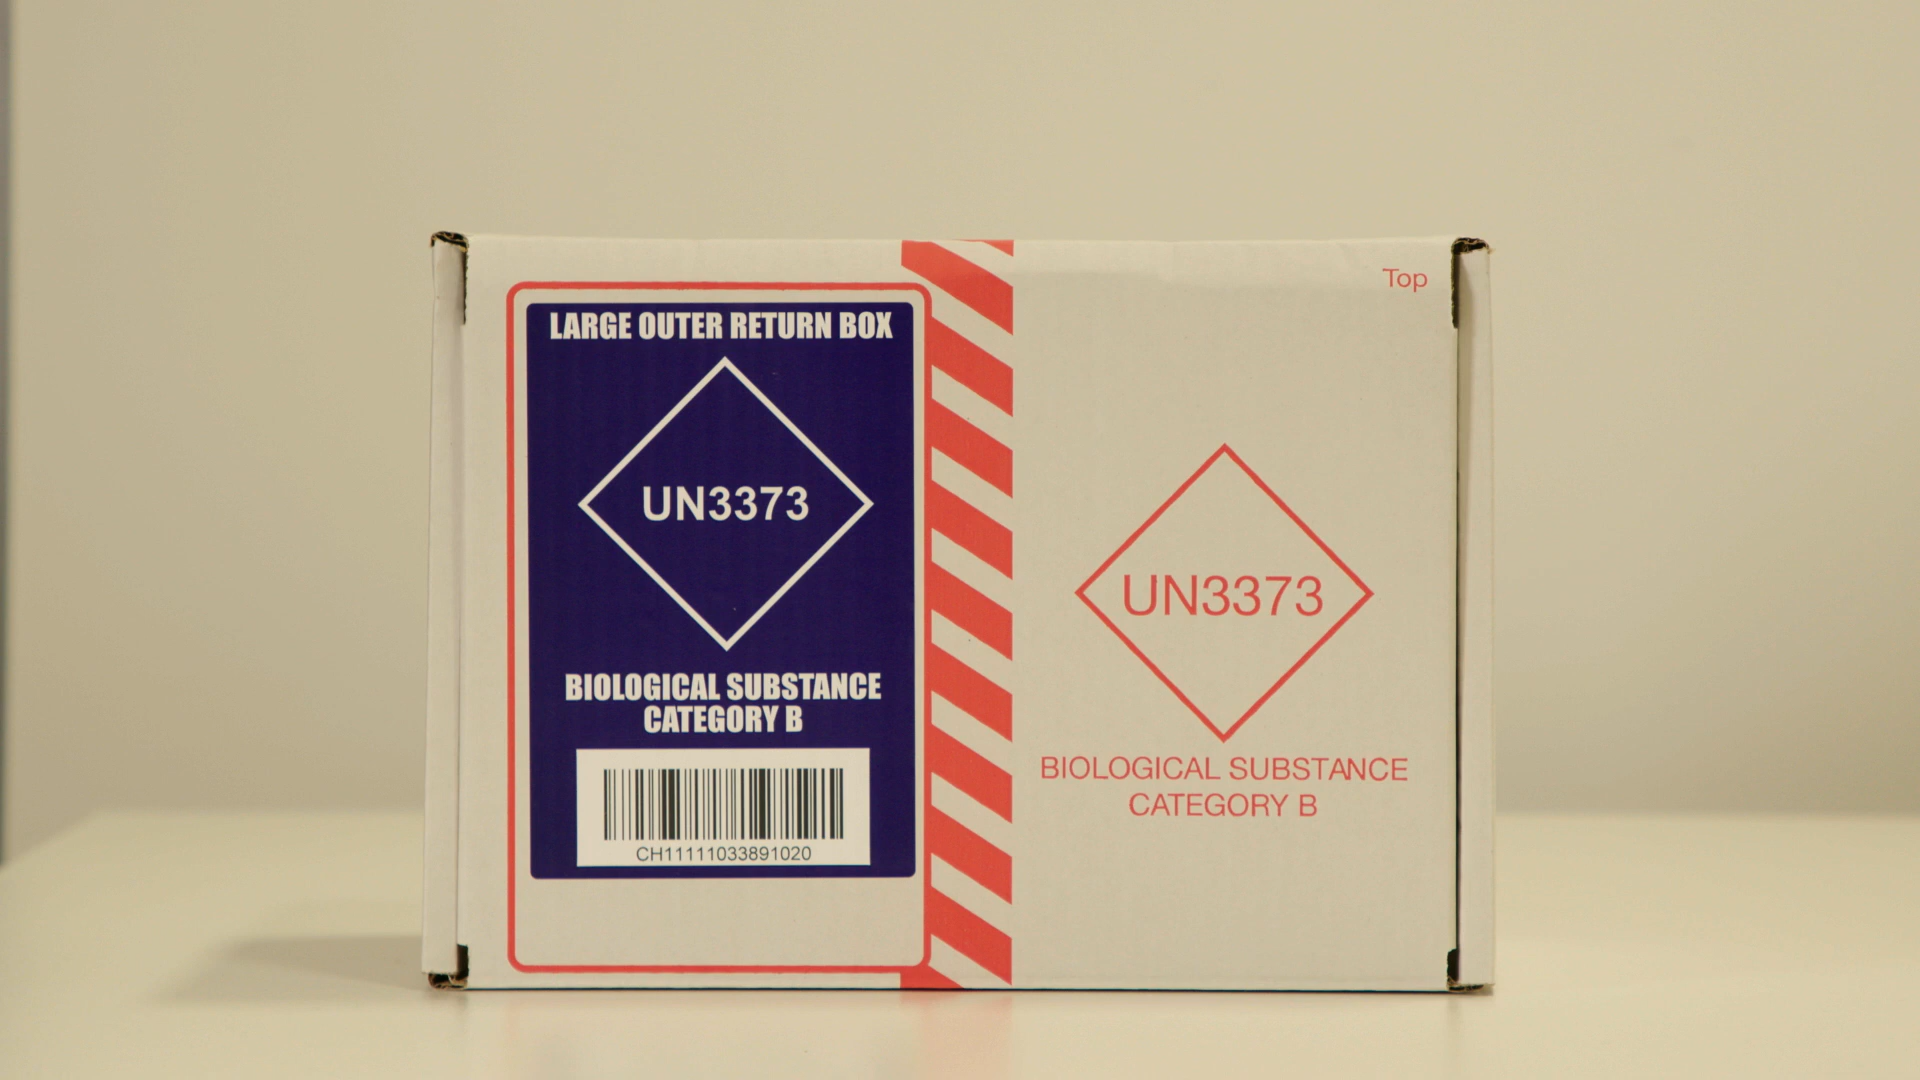 LARGE OUTER RETURN BOX
UN3373
BIOLOGICAL SUBSTANCE
CATEGORY B
CH11111033891020
Top
UN3373
BIOLOGICAL SUBSTANCE
CATEGORY B